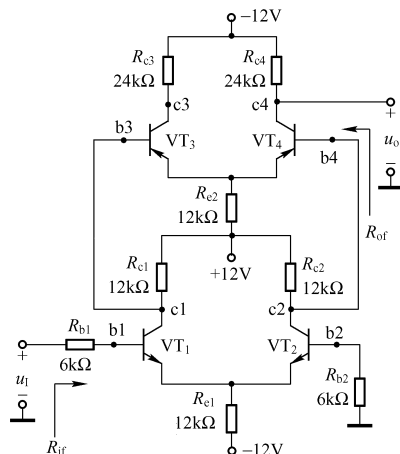 −12V
Rc3
24kΩ
Rc4
24kΩ
c3
c4
b3
VT3
VT4
b4
+
uo
−
Re2
12kΩ
Rof
Rc1
12kΩ
+12V
Rc2
12kΩ
c1
c2
Rb1
b1
6kΩ
VT1
VT2
b2
+
uI
−
Rb2
6kΩ
Re1
12kΩ
Rif
−12V